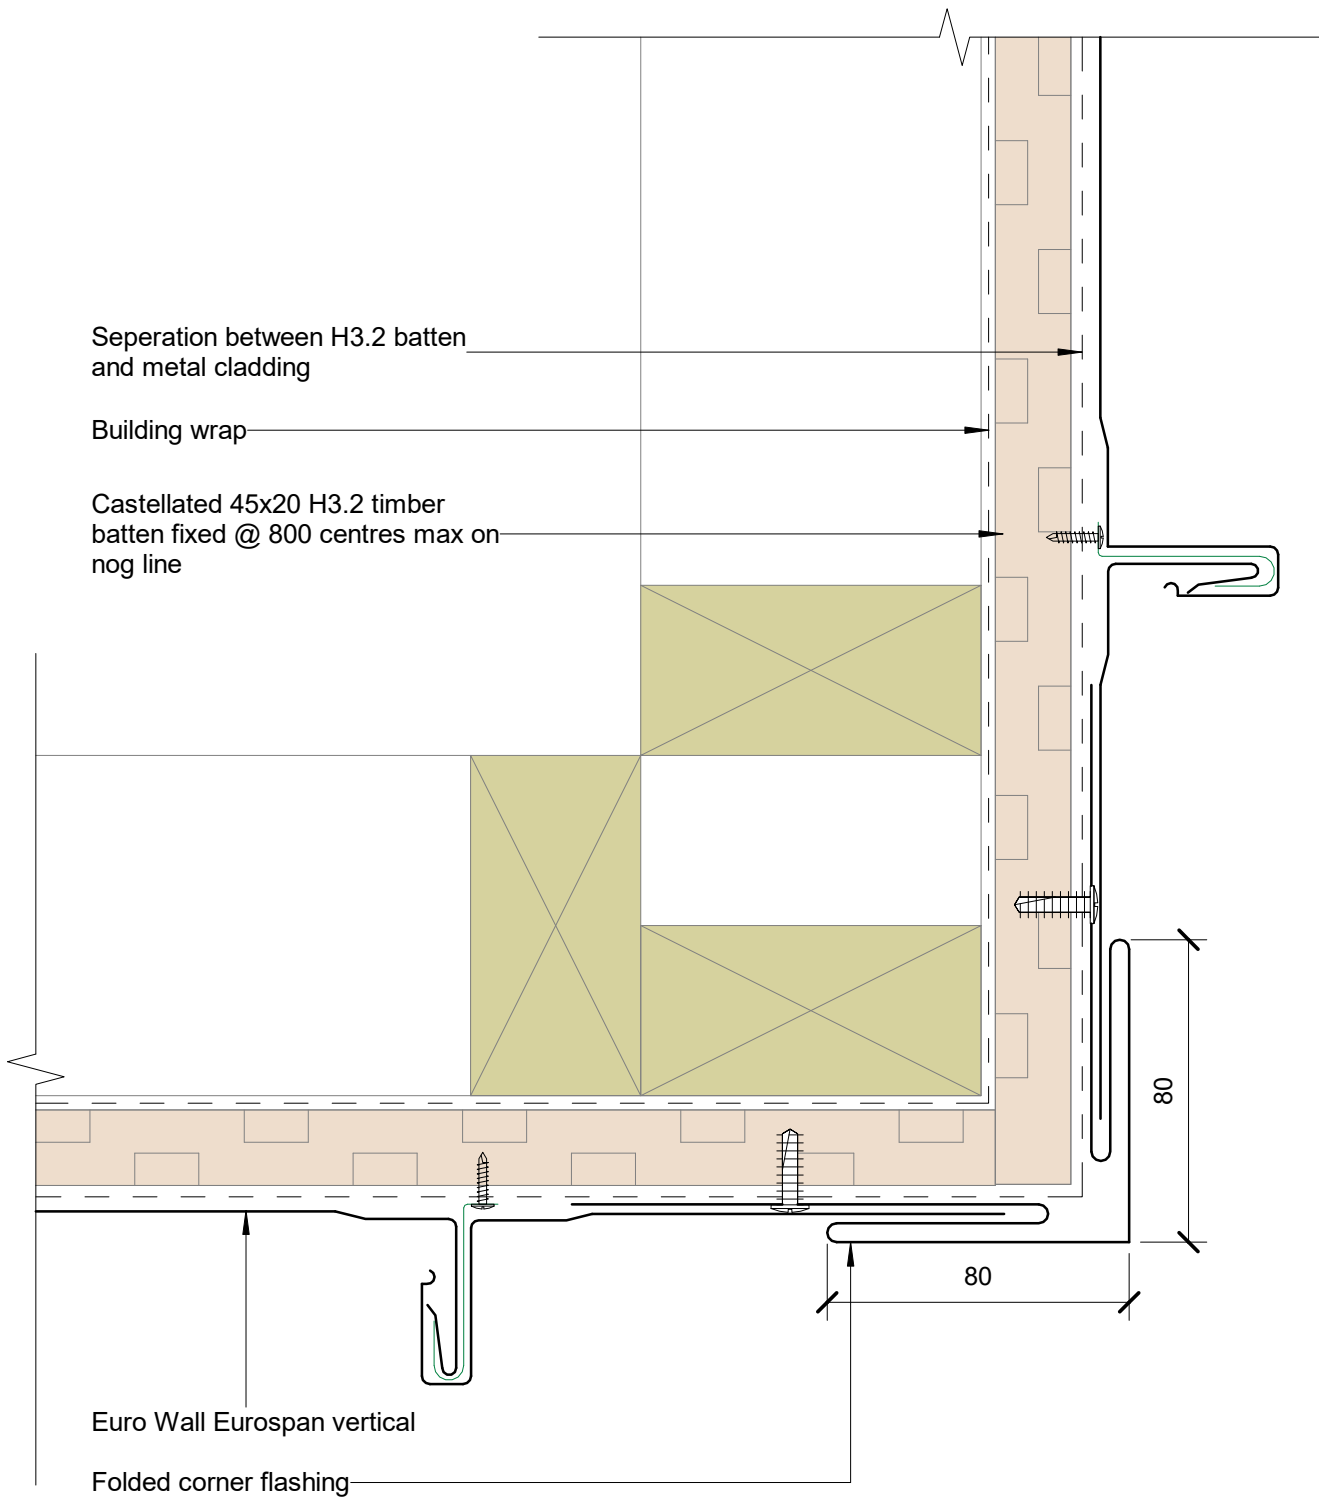 Seperation between H3.2 batten
and metal cladding
Building wrap
Castellated 45x20 H3.2 timber
batten fixed @ 800 centres max on
nog line
80
80
Euro Wall Eurospan vertical
Folded corner flashing